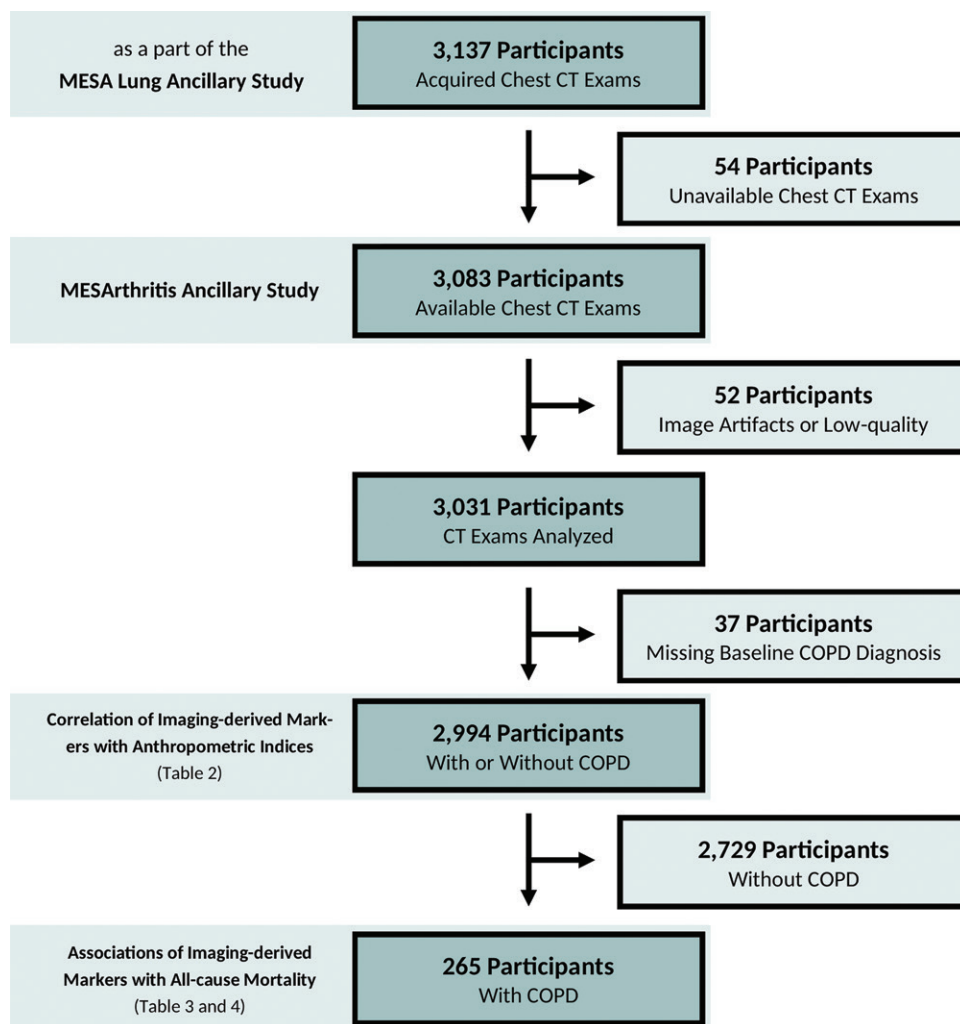 as a part of the
MESA Lung Ancillary Study
3,137 Participants
Acquired Chest CT Exams
54 Participants
Unavailable Chest CT Exams
MESArthritis Ancillary Study
3,083 Participants
Available Chest CT Exams
52 Participants
Image Artifacts or Low-quality
3,031 Participants
CT Exams Analyzed
37 Participants
Missing Baseline COPD Diagnosis
Correlation of Imaging-derived Mark-
ers with Anthropometric Indices
(Table 2)
2,994 Participants
With or Without COPD
2,729 Participants
Without COPD
Associations of Imaging-derived
Markers with All-cause Mortality
(Table 3 and 4)
265 Participants
With COPD